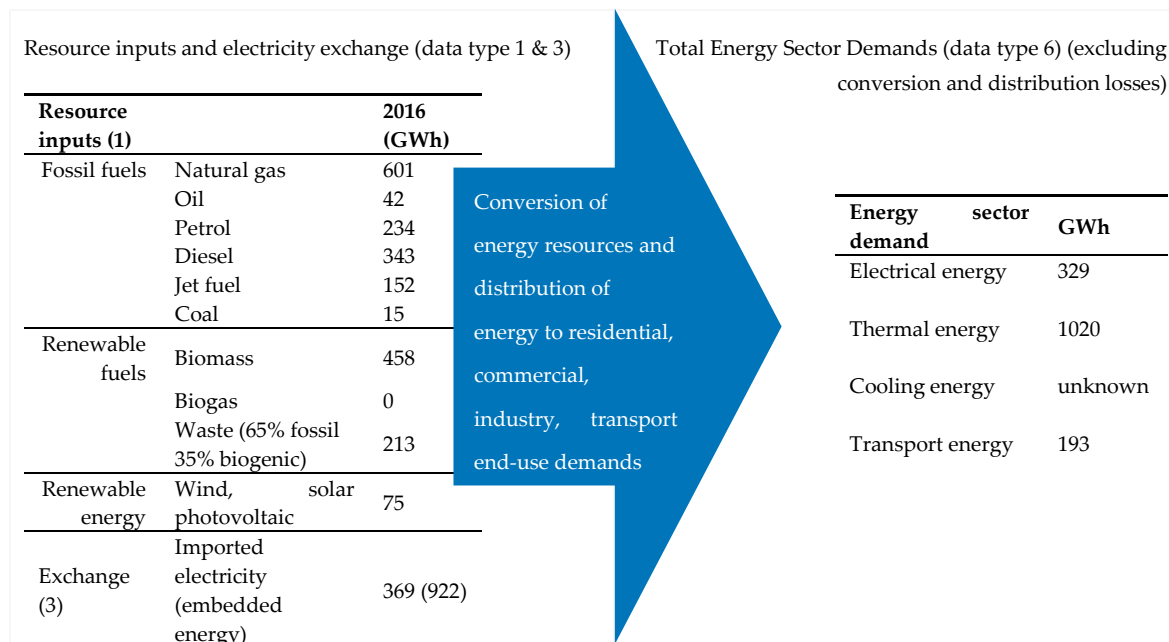 Resource inputs and electricity exchange (data type 1 & 3)
Total Energy Sector Demands (data type 6) (excluding
conversion and distribution losses)
Resource
inputs (1)
2016
(GWh)
Fossil fuels Natural gas 601
Oil 42
Petrol 234
Diesel 343
Jet fuel 152
Coal 15
Renewable
fuels
Biomass 458
Biogas 0
Waste (65% fossil
35% biogenic)
213
Renewable
energy
Wind, solar
photovoltaic
75
Exchange
(3)
Imported
electricity
(embedded
energy)
369 (922)
Conversion of
energy resources and
distribution of
energy to residential,
commercial,
industry, transport
end-use demands
Energy sector
demand
GWh
Electrical energy 329
Thermal energy 1020
Cooling energy unknown
Transport energy 193